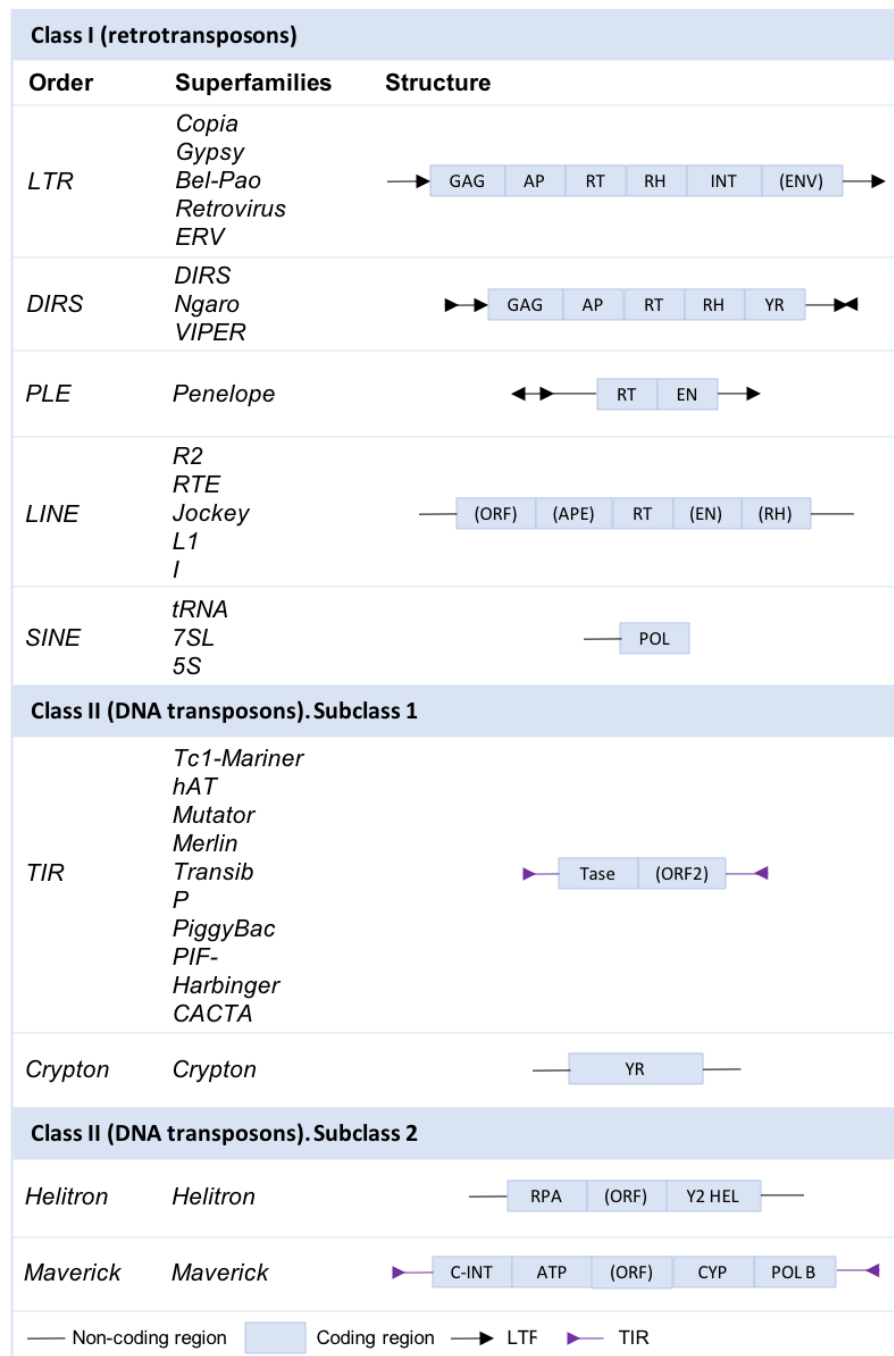 Class I (retrotransposons)
Order Superfamilies Structure
LTR
Copia
Gypsy
Bel-Pao
Retrovirus
ERV
GAG AP RT RH INT (ENV)
DIRS
DIRS
Ngaro
VIPER
GAG AP RT RH YR
PLE
Penelope
RT EN
LINE
R2
RTE
Jockey
L1
I
(ORF) (APE) RT (EN) (RH)
SINE
tRNA
7SL
5S
POL
Class II (DNA transposons). Subclass 1
TIR
Tc1-Mariner
hAT
Mutator
Merlin
Transib
P
PiggyBac
PIF-
Harbinger
CACTA
Tase (ORF2)
Crypton
Crypton
YR
Class II (DNA transposons). Subclass 2
Helitron
Helitron
RPA (ORF) Y2 HEL
Maverick
Maverick
C-INT ATP (ORF) CYP POL B
Non-coding region Coding region LTF TIR